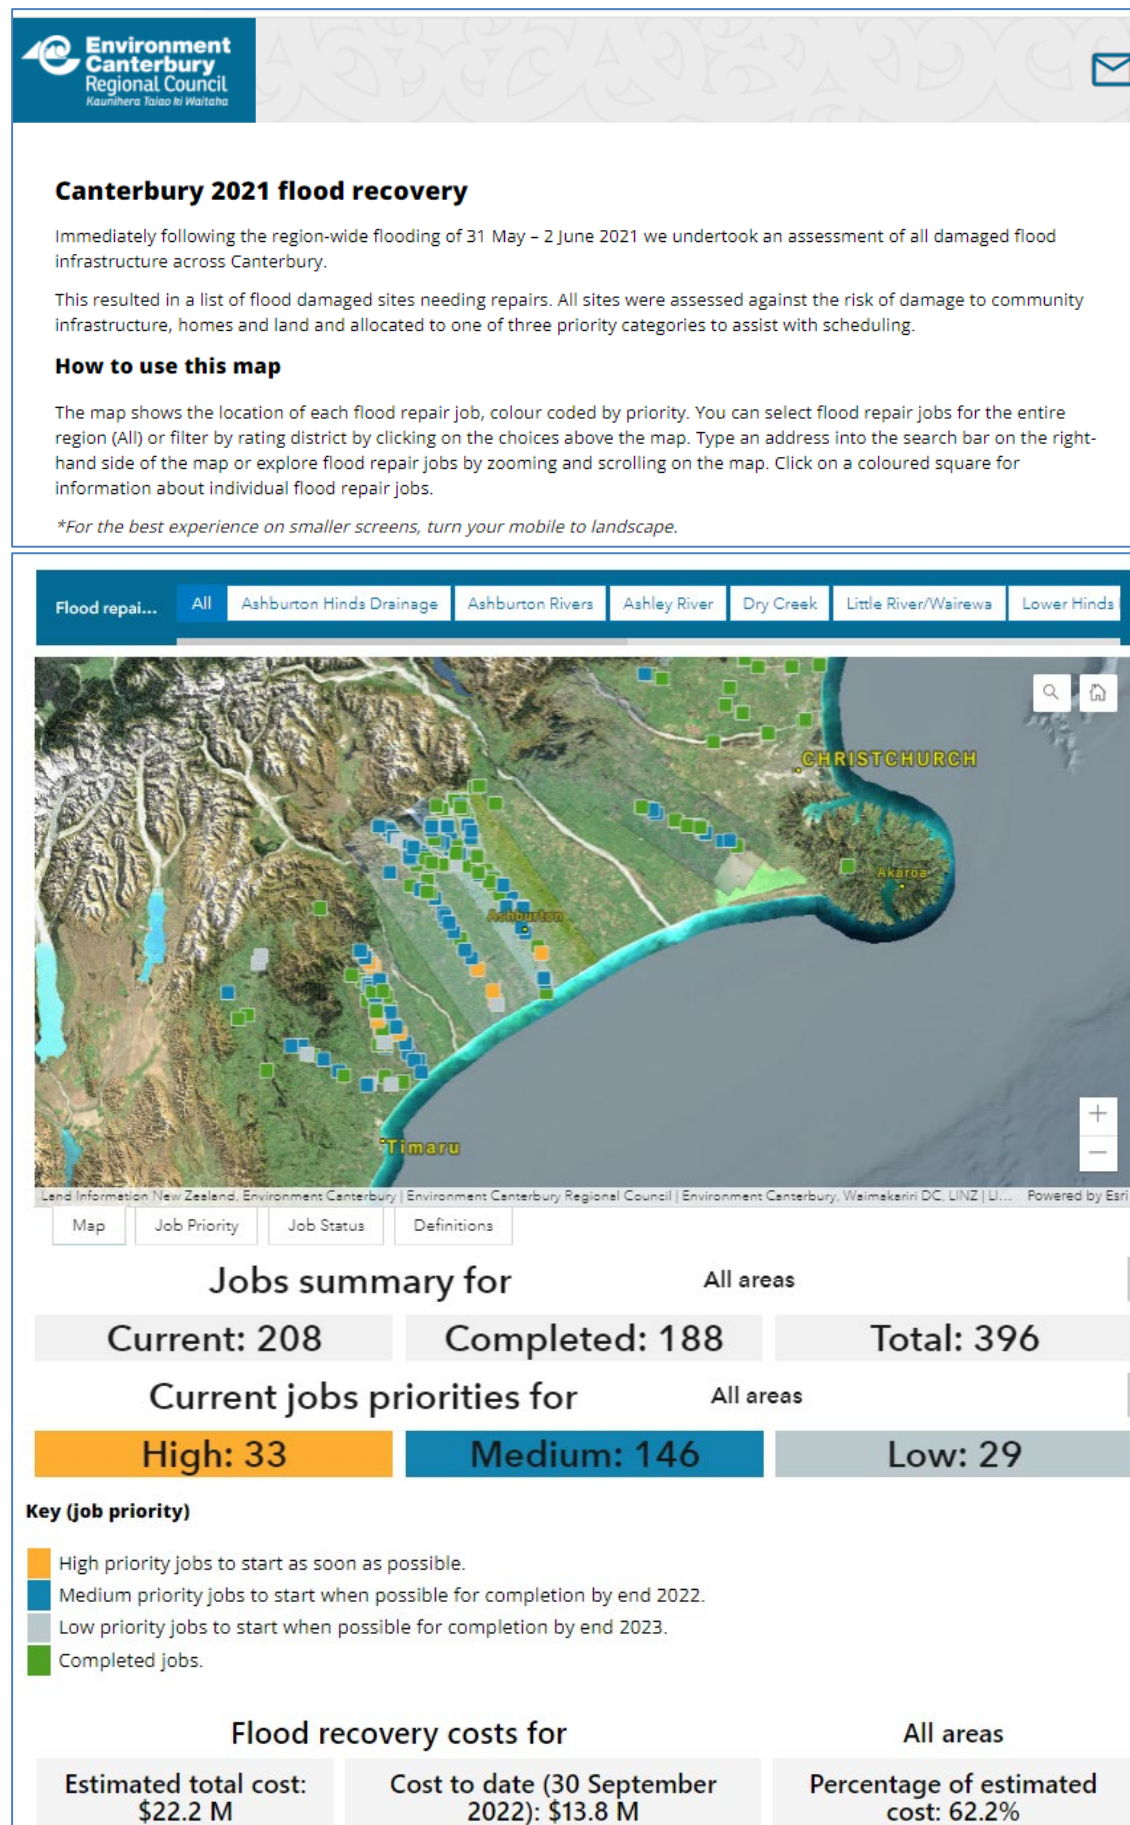 Environment
Canterbury
Regional Council
Kaunihera Taiao ki Waitaha
Canterbury 2021 flood recovery
Immediately following the region-wide flooding of 31 May – 2 June 2021 we undertook an assessment of all damaged flood
infrastructure across Canterbury.
This resulted in a list of flood damaged sites needing repairs. All sites were assessed against the risk of damage to community
infrastructure, homes and land and allocated to one of three priority categories to assist with scheduling.
How to use this map
The map shows the location of each flood repair job, colour coded by priority. You can select flood repair jobs for the entire
region (All) or filter by rating district by clicking on the choices above the map. Type an address into the search bar on the right-
hand side of the map or explore flood repair jobs by zooming and scrolling on the map. Click on a coloured square for
information about individual flood repair jobs.
*For the best experience on smaller screens, turn your mobile to landscape.
Flood repai... All Ashburton Hinds Drainage Ashburton Rivers Ashley River Dry Creek Little River/Wairewa Lower Hinds
CHRISTCHURCH
Akaroa
Ashburton
Timaru
Land Information New Zealand, Environment Canterbury | Environment Canterbury Regional Council | Environment Canterbury, Waimakariri DC, LINZ | LI... Powered by Esri
Map Job Priority Job Status Definitions
Jobs summary for All areas
Current: 208 Completed: 188 Total: 396
Current jobs priorities for All areas
High: 33 Medium: 146 Low: 29
Key (job priority)
High priority jobs to start as soon as possible.
Medium priority jobs to start when possible for completion by end 2022.
Low priority jobs to start when possible for completion by end 2023.
Completed jobs.
Flood recovery costs for All areas
Estimated total cost: Cost to date (30 September Percentage of estimated
$22.2 M 2022): $13.8 M cost: 62.2%